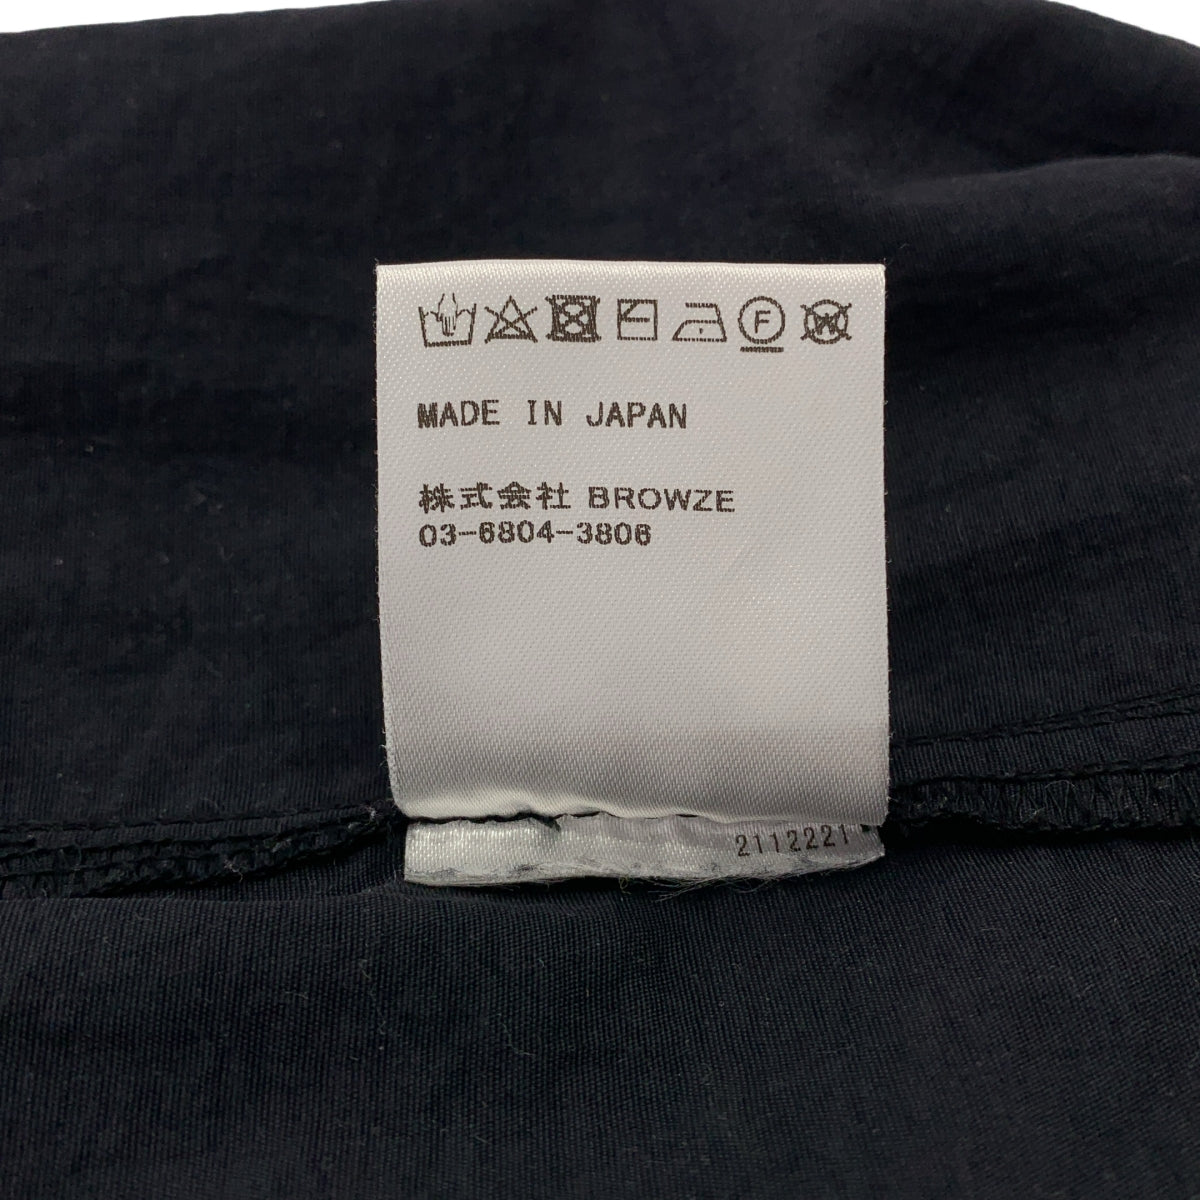 F W
MADE IN JAPAN
株式会社 BROWZE
03-6804-3806
2112221